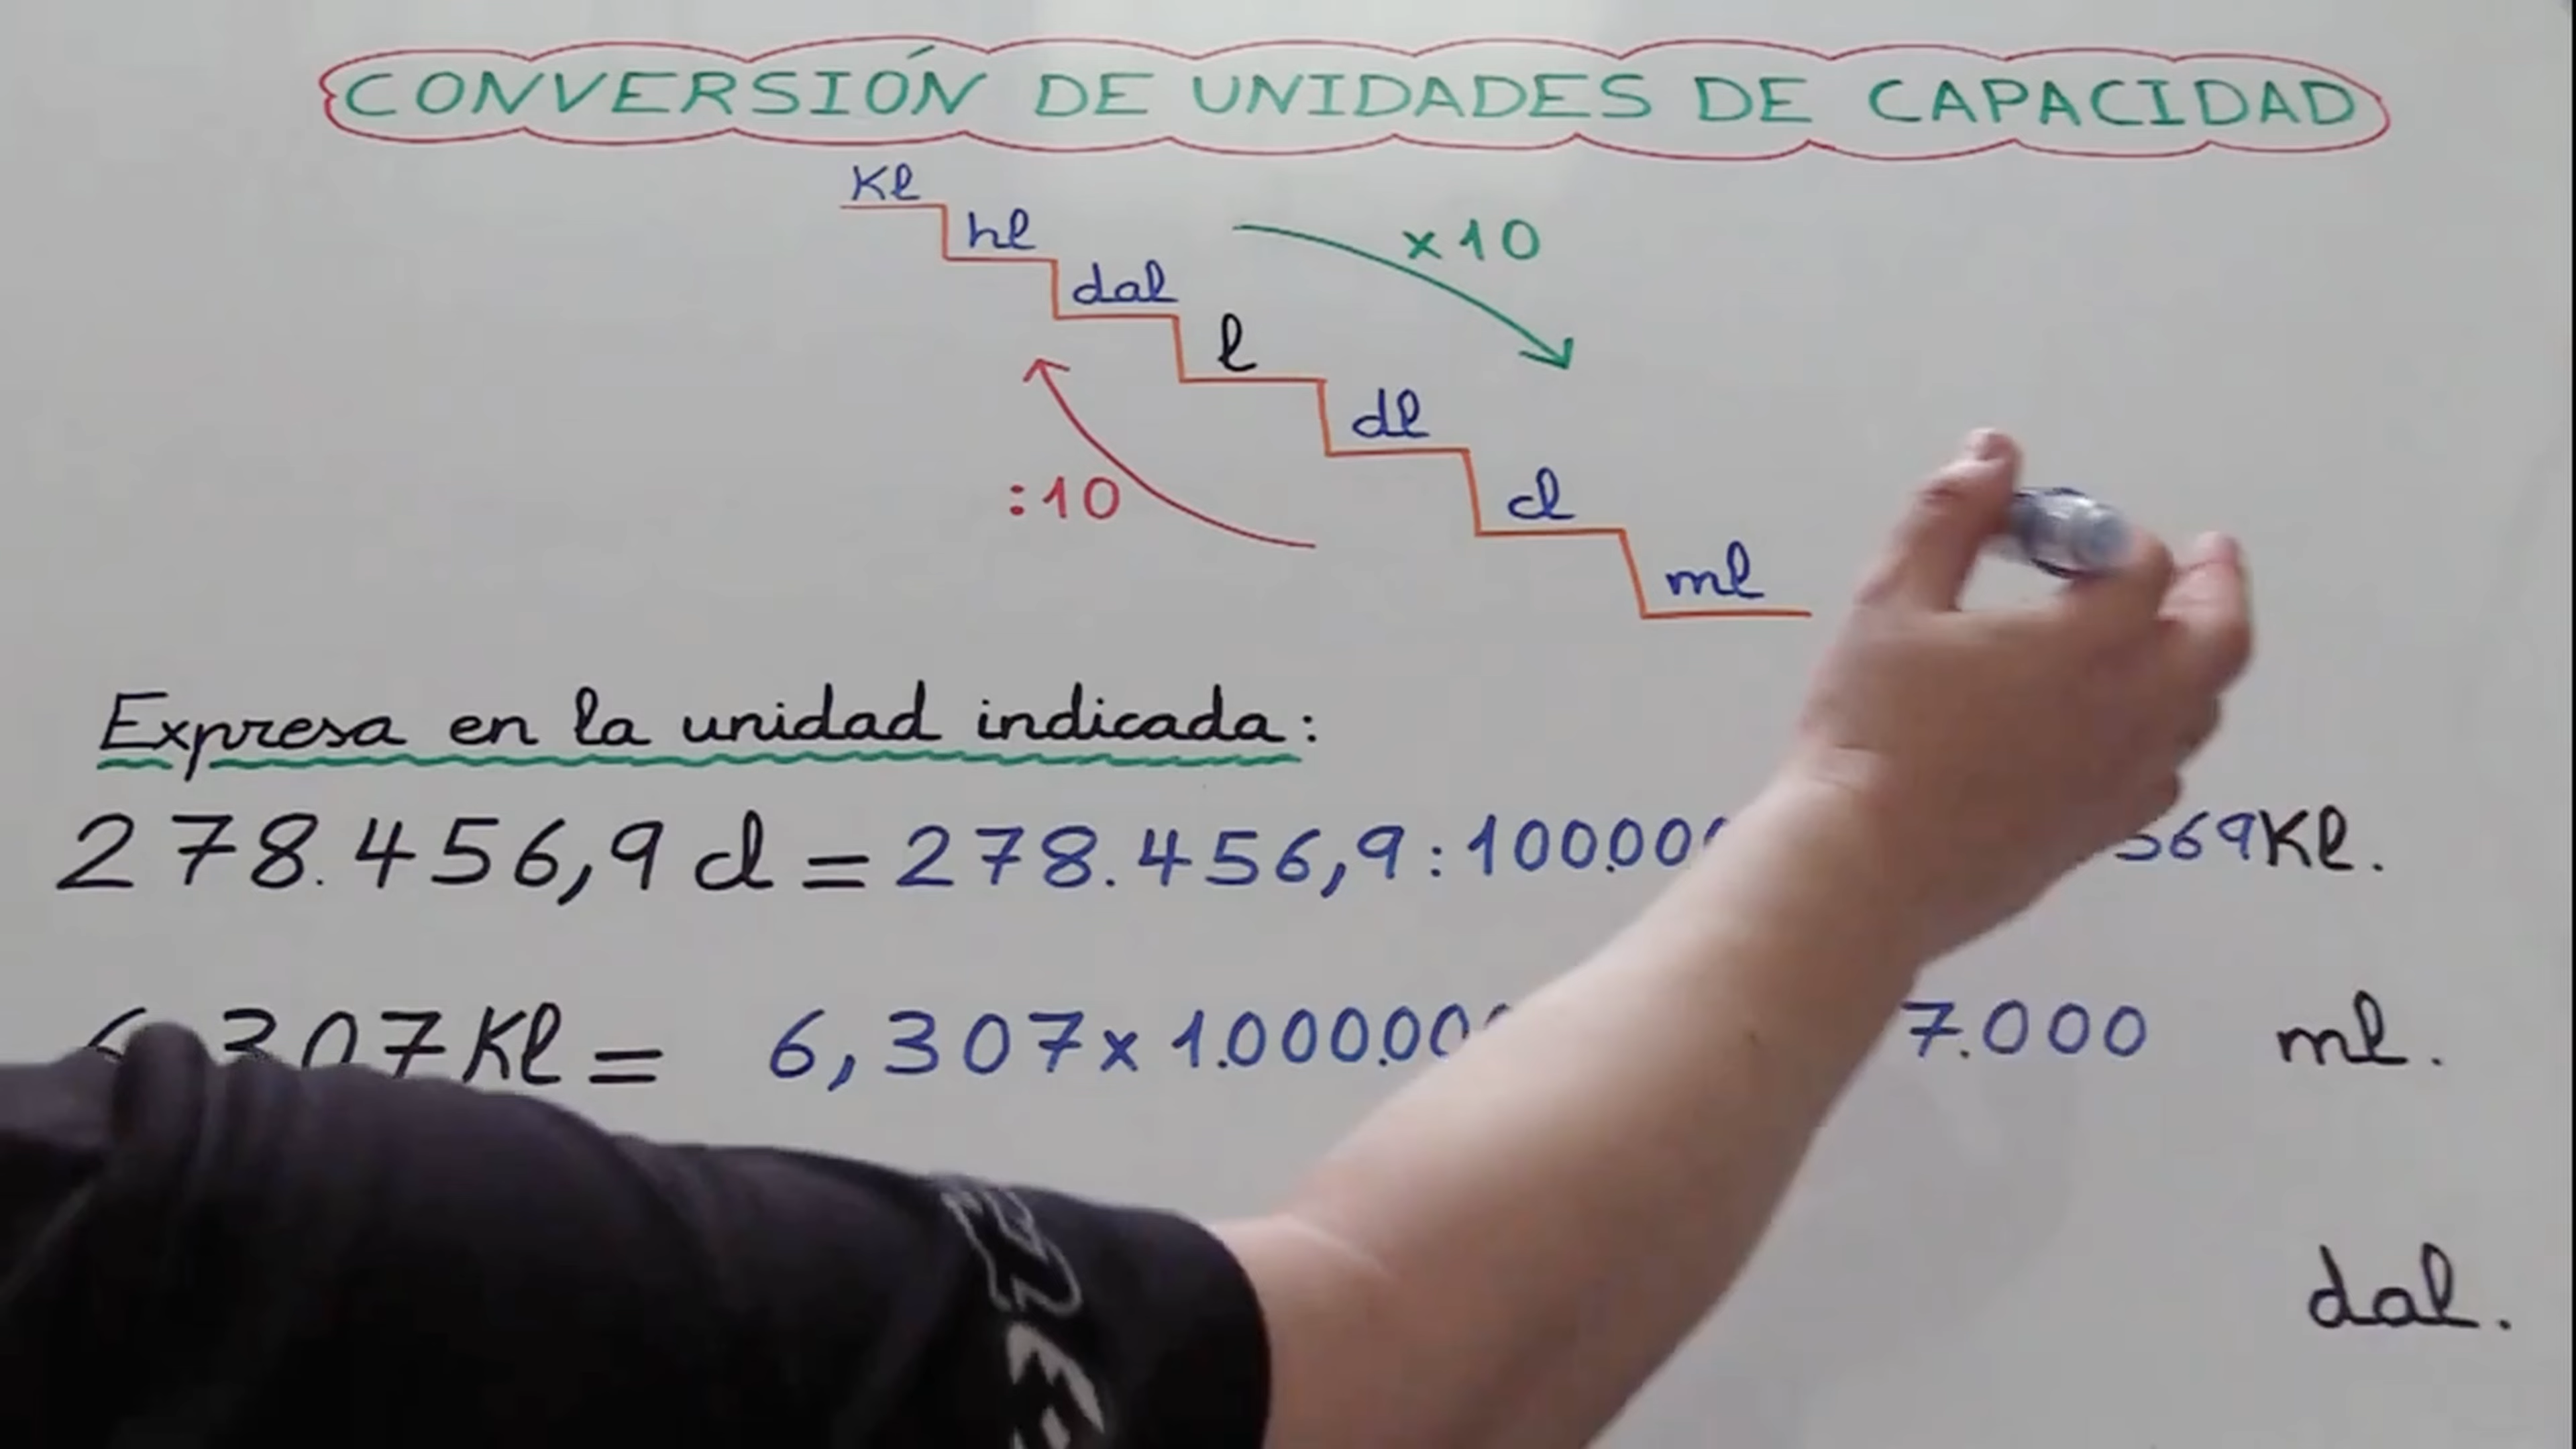 CONVERSIÓN DE UNIDADES DE CAPACIDAD
Kl
hl
dal
l
dl
cl
ml
x10
:10
Expresa en la unidad indicada:
278.456,9 cl = 278.456,9:100.00 569 Kl.
6,307 Kl = 6,307 x 1.000.00 7.000 ml.
dal.